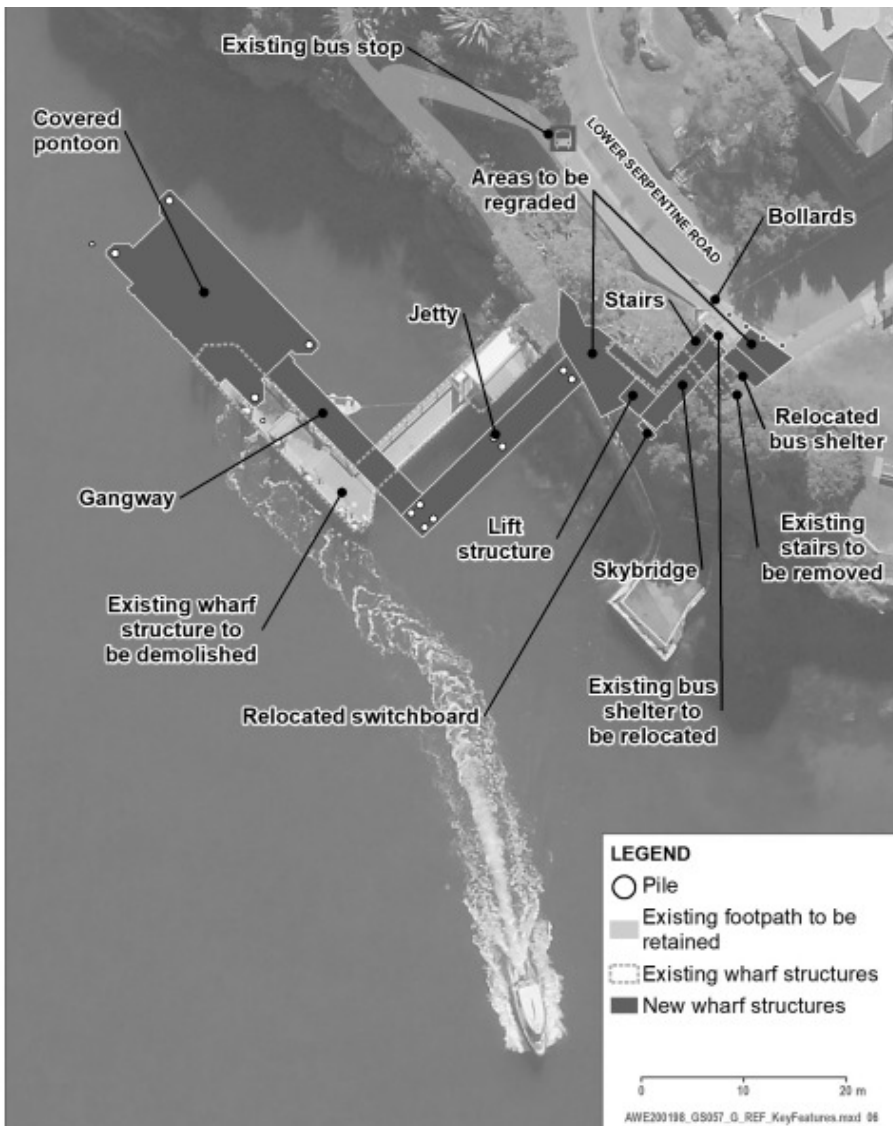 Existing bus stop
Covered
pontoon
LOWER SERPENTINE ROAD
Areas to be
regraded
Bollards
Stairs
Jetty
Relocated
bus shelter
Gangway
Lift
structure
Skybridge
Existing
stairs to
be removed
Existing wharf
structure to
be demolished
Relocated switchboard
Existing bus
shelter to
be relocated
LEGEND
Pile
Existing footpath to be
retained
Existing wharf structures
New wharf structures
0 10 20 m
AWE200198_GS057_G_REF_KeyFeatures.mxd 06